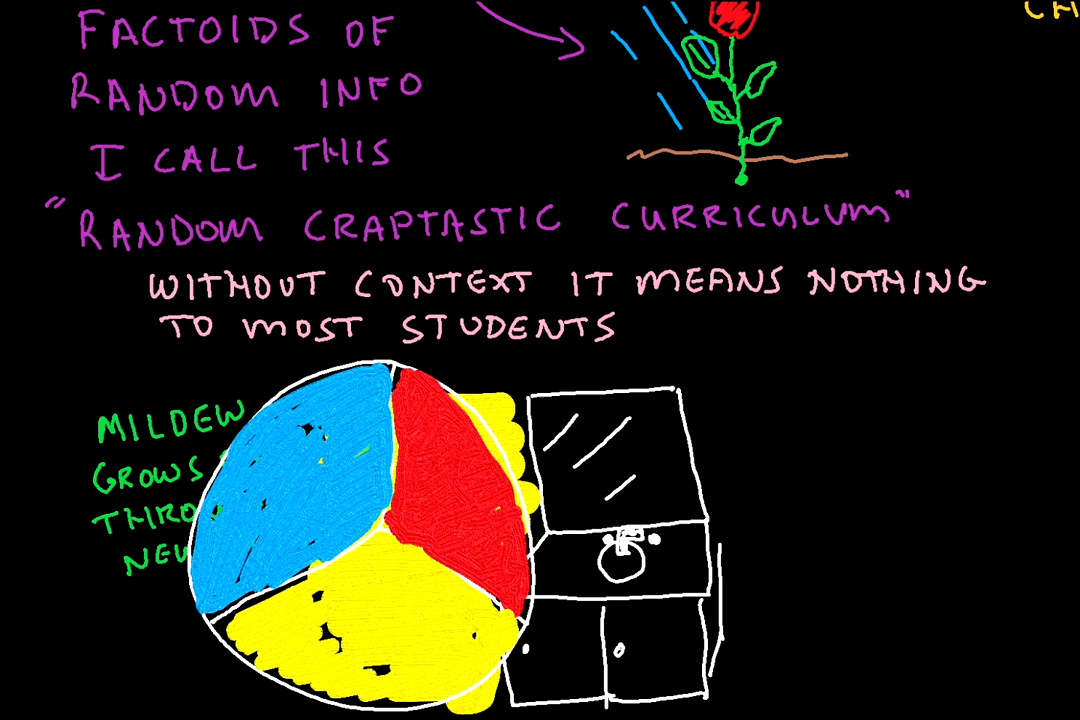 FACTOIDS OF
RANDOM INFO
I CALL THIS
"RANDOM CRAPTASTIC CURRICULUM"
WITHOUT CONTEXT IT MEANS NOTHING
TO MOST STUDENTS
MILDEW
GROWS